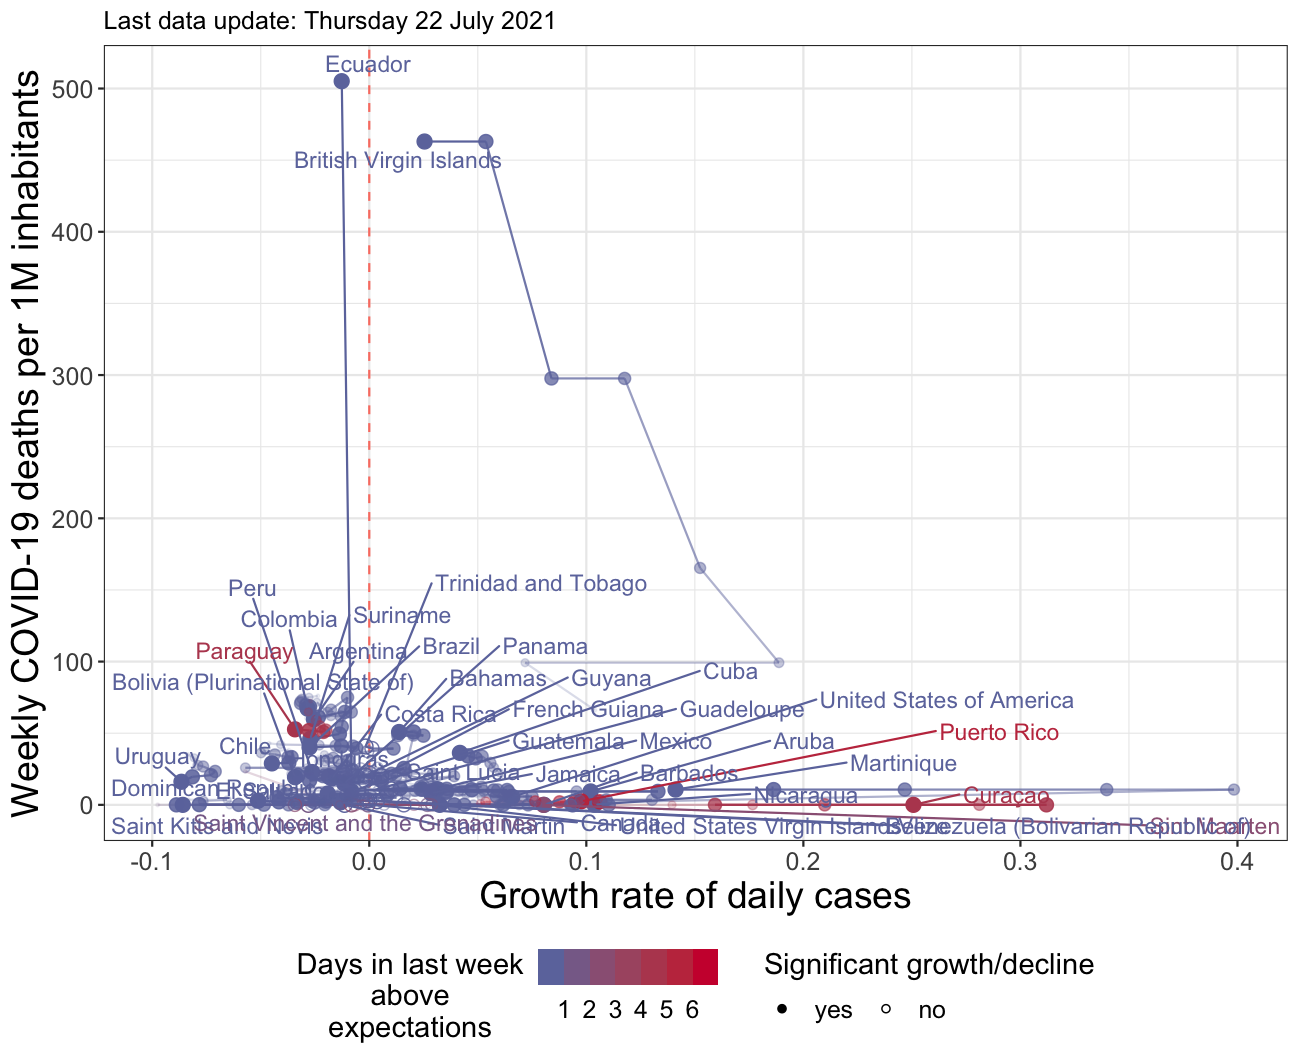 Last data update: Thursday 22 July 2021
Weekly COVID-19 deaths per 1M inhabitants
500
400
300
200
100
0
Ecuador
British Virgin Islands
Peru
Trinidad and Tobago
Colombia
Suriname
Paraguay
Argentina
Brazil
Panama
Bolivia (Plurinational State of)
Bahamas
Guyana
Cuba
Costa Rica
French Guiana
Guadeloupe
United States of America
Chile
Guatemala
Mexico
Aruba
Puerto Rico
Uruguay
Honduras
Saint Lucia
Jamaica
Barbados
Martinique
Dominican Republic
El Salvador
Nicaragua
Curaçao
Saint Kitts and Nevis
Saint Vincent and the Grenadines
Saint Martin
Canada
United States Virgin Islands
Belize
Venezuela (Bolivarian Republic of)
Sint Maarten
-0.1
0.0
0.1
0.2
0.3
0.4
Growth rate of daily cases
Days in last week
above
expectations
1 2 3 4 5 6
Significant growth/decline
yes
no